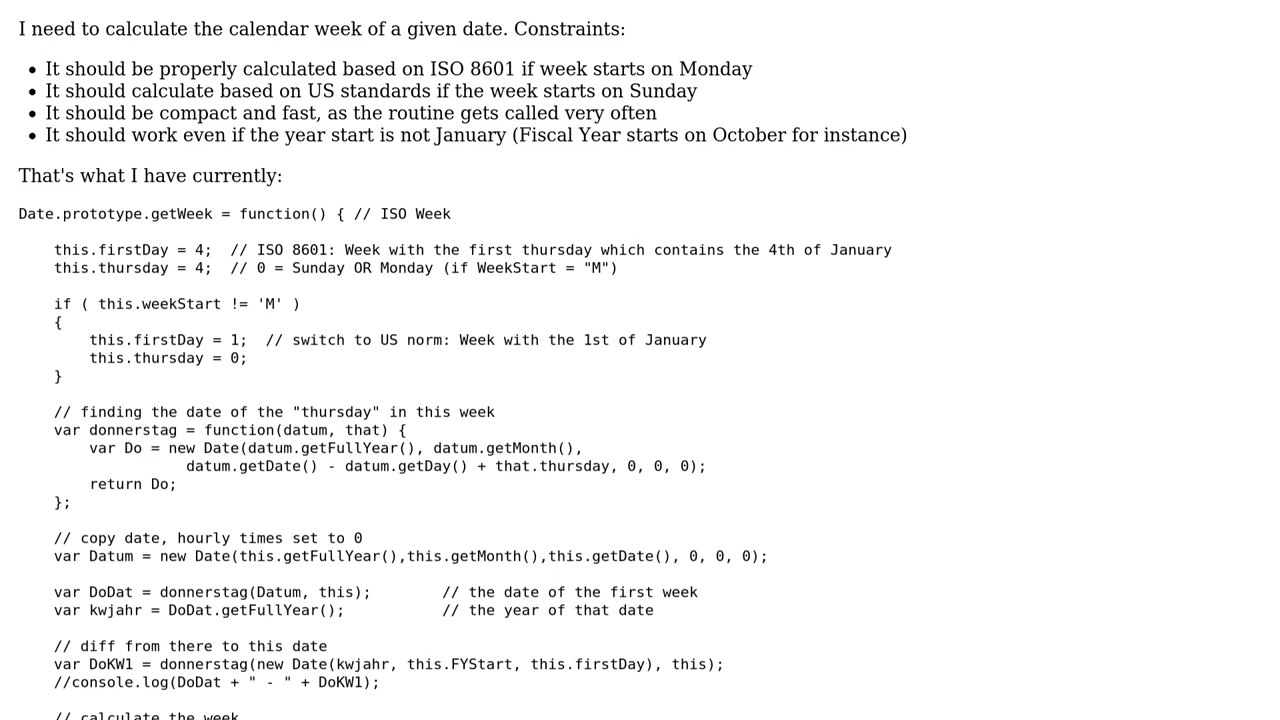 I need to calculate the calendar week of a given date. Constraints:
• It should be properly calculated based on ISO 8601 if week starts on Monday
• It should calculate based on US standards if the week starts on Sunday
• It should be compact and fast, as the routine gets called very often
• It should work even if the year start is not January (Fiscal Year starts on October for instance)
That's what I have currently:
Date.prototype.getWeek = function() { // ISO Week
    this.firstDay = 4;  // ISO 8601: Week with the first thursday which contains the 4th of January
    this.thursday = 4;  // 0 = Sunday OR Monday (if WeekStart = "M")
    if ( this.weekStart != 'M' )
    {
        this.firstDay = 1;  // switch to US norm: Week with the 1st of January
        this.thursday = 0;
    }
    // finding the date of the "thursday" in this week
    var donnerstag = function(datum, that) {
        var Do = new Date(datum.getFullYear(), datum.getMonth(),
                   datum.getDate() - datum.getDay() + that.thursday, 0, 0, 0);
        return Do;
    };
    // copy date, hourly times set to 0
    var Datum = new Date(this.getFullYear(),this.getMonth(),this.getDate(), 0, 0, 0);
    var DoDat = donnerstag(Datum, this);        // the date of the first week
    var kwjahr = DoDat.getFullYear();           // the year of that date
    // diff from there to this date
    var DoKW1 = donnerstag(new Date(kwjahr, this.FYStart, this.firstDay), this);
    //console.log(DoDat + " - " + DoKW1);
    // calculate the week